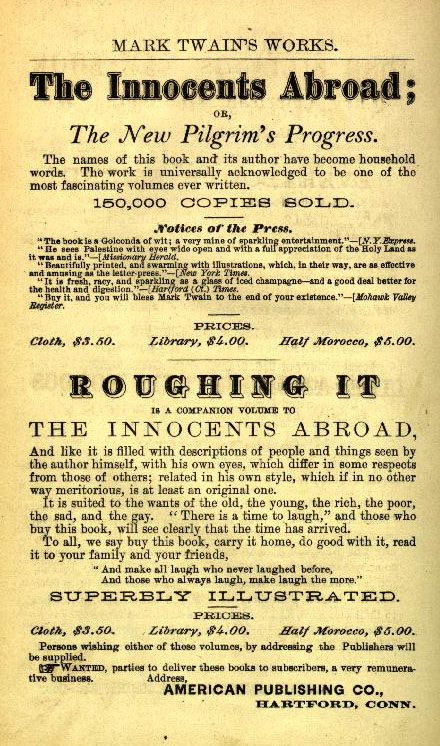 MARK TWAIN'S WORKS.
The Innocents Abroad;
OR,
The New Pilgrim's Progress.
The names of this book and its author have become household
words. The work is universally acknowledged to be one of the
most fascinating volumes ever written.
150,000 COPIES SOLD.
Notices of the Press.
"The book is a Golconda of wit; a very mine of sparkling entertainment."—[N. Y. Express.
"He sees Palestine with eyes wide open and with a full appreciation of the Holy Land as
it was and is."—[Missionary Herald.
"Beautifully printed, and swarming with illustrations, which, in their way, are as effective
and amusing as the letter-press."—[New York Times.
"It is fresh, racy, and sparkling as a glass of iced champagne—and a good deal better for
the health and digestion."—[Hartford (Ct.) Times.
"Buy it, and you will bless Mark Twain to the end of your existence."—[Mohawk Valley
Register.
PRICES.
Cloth, $3.50. Library, $4.00. Half Morocco, $5.00.
ROUGHING IT
IS A COMPANION VOLUME TO
THE INNOCENTS ABROAD,
And like it is filled with descriptions of people and things seen by
the author himself, with his own eyes, which differ in some respects
from those of others; related in his own style, which if in no other
way meritorious, is at least an original one.
It is suited to the wants of the old, the young, the rich, the poor,
the sad, and the gay. "There is a time to laugh," and those who
buy this book, will see clearly that the time has arrived.
To all, we say buy this book, carry it home, do good with it, read
it to your family and your friends,
"And make all laugh who never laughed before,
And those who always laugh, make laugh the more."
SUPERBLY ILLUSTRATED.
PRICES.
Cloth, $3.50. Library, $4.00. Half Morocco, $5.00.
Persons wishing either of these volumes, by addressing the Publishers will
be supplied.
☞ WANTED, parties to deliver these books to subscribers, a very remunera-
tive business. Address,
AMERICAN PUBLISHING CO.,
HARTFORD, CONN.